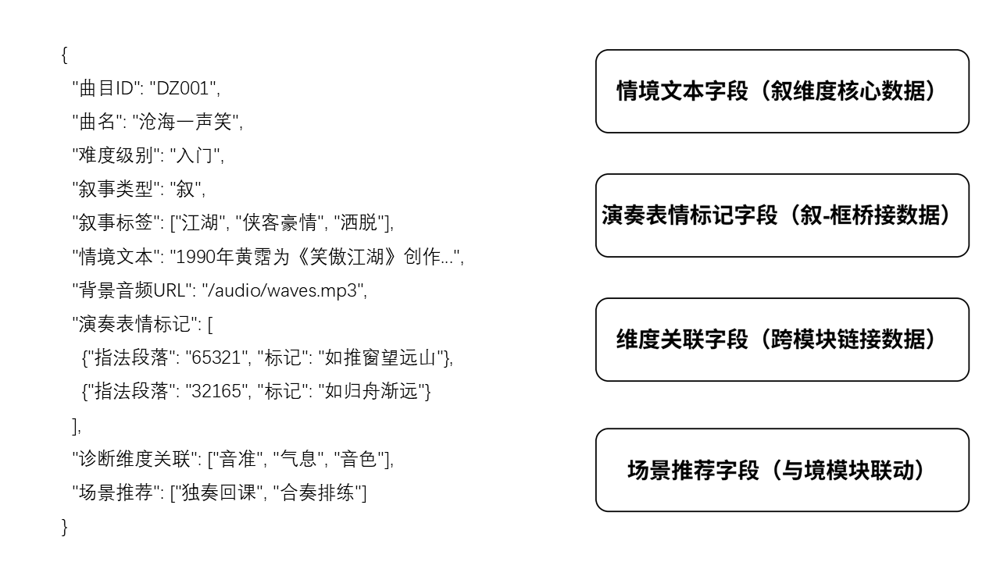 {
"曲目ID": "DZ001",
"曲名": "沧海一声笑",
"难度级别": "入门",
"叙事类型": "叙",
"叙事标签": ["江湖", "侠客豪情", "洒脱"],
"情境文本": "1990年黄霑为《笑傲江湖》创作...",
"背景音频URL": "/audio/waves.mp3",
"演奏表情标记": [
{"指法段落": "65321", "标记": "如推窗望远山"},
{"指法段落": "32165", "标记": "如归舟渐远"}
],
"诊断维度关联": ["音准", "气息", "音色"],
"场景推荐": ["独奏回课", "合奏排练"]
}
情境文本字段（叙维度核心数据）
演奏表情标记字段（叙-框桥接数据）
维度关联字段（跨模块链接数据）
场景推荐字段（与境模块联动）